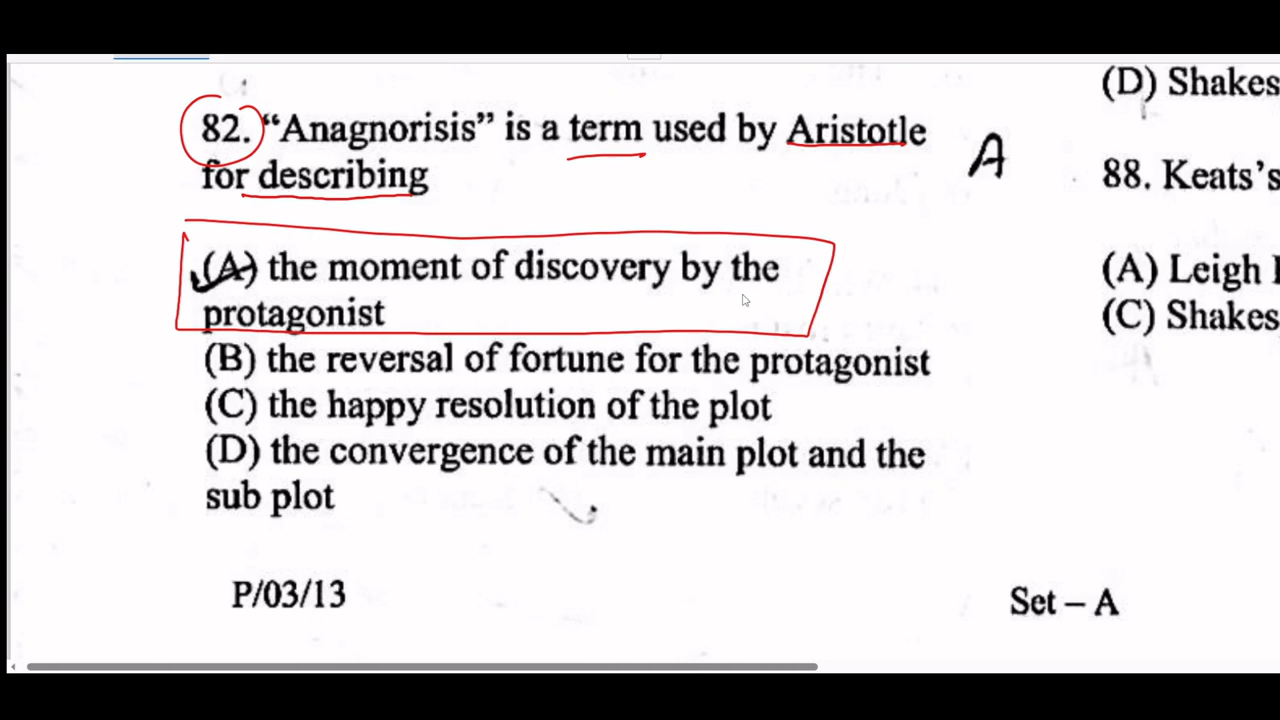 82. "Anagnorisis" is a term used by Aristotle
for describing
A
(A) the moment of discovery by the
protagonist
(B) the reversal of fortune for the protagonist
(C) the happy resolution of the plot
(D) the convergence of the main plot and the
sub plot
P/03/13
(D) Shakes
88. Keats's
(A) Leigh
(C) Shakes
Set – A